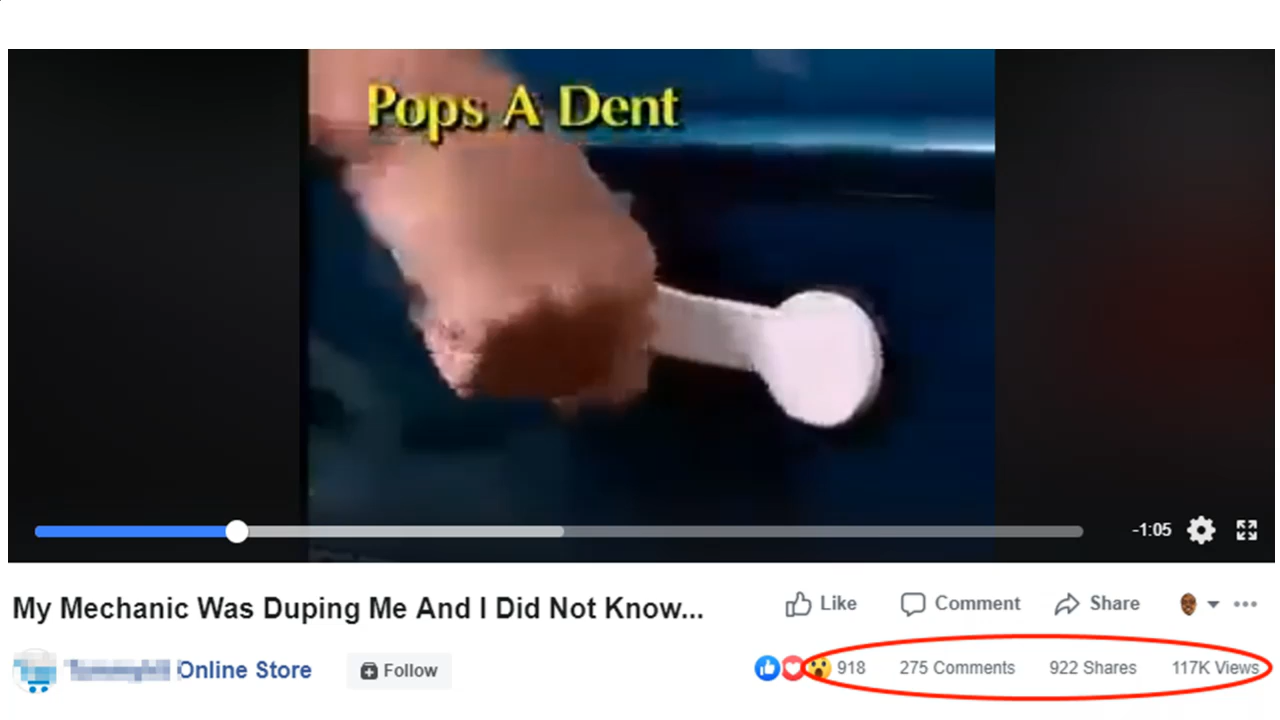 Pops A Dent
-1:05
My Mechanic Was Duping Me And I Did Not Know...
Like
Comment
Share
Online Store
Follow
918
275 Comments
922 Shares
117K Views